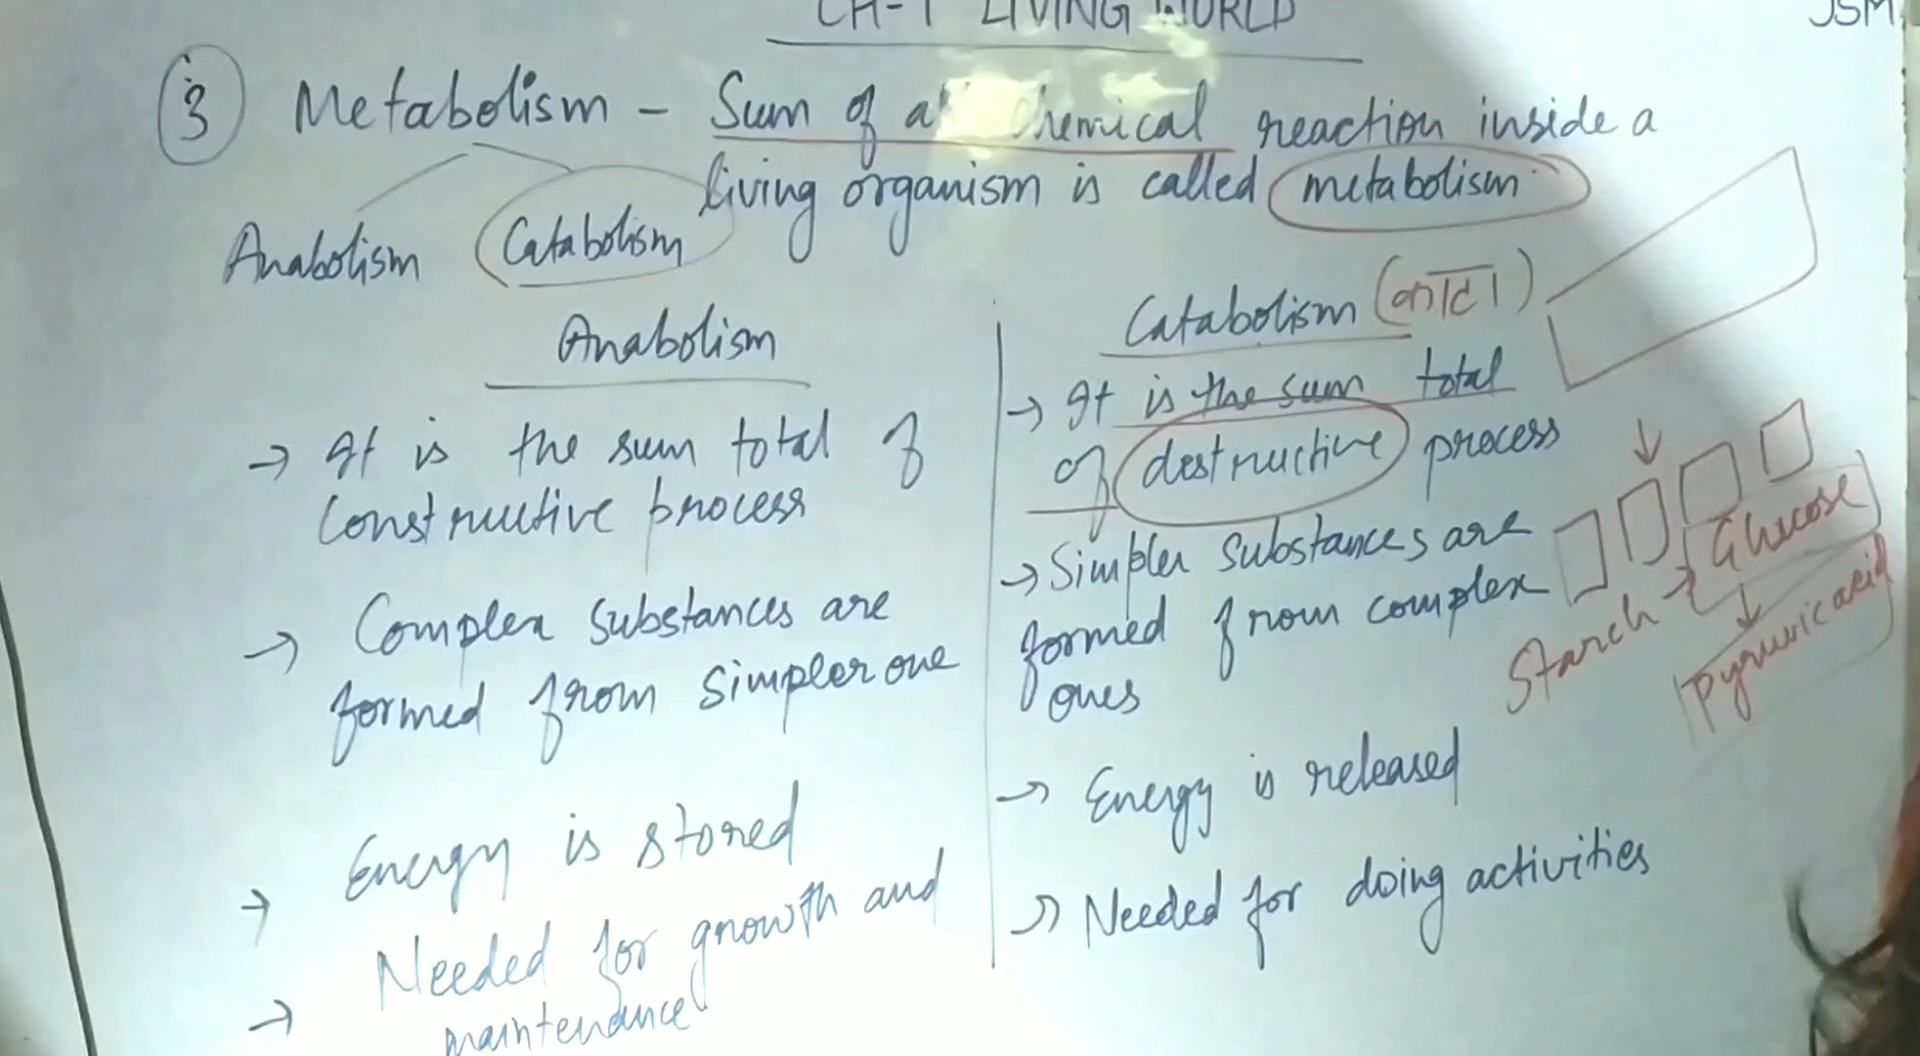 CH-1 LIVING WORLD
JSM
3 Metabolism - Sum of all chemical reaction inside a
living organism is called metabolism
Anabolism Catabolism
Anabolism
→ It is the sum total of
constructive process
→ Complex substances are
formed from simpler one
→ Energy is stored
→ Needed for growth and
maintenance
Catabolism (काटा)
→ It is the sum total
of destructive process
→ Simpler substances are
formed from complex
ones
→ Energy is released
→ Needed for doing activities
Starch → Glucose
↓
Pyruvic acid